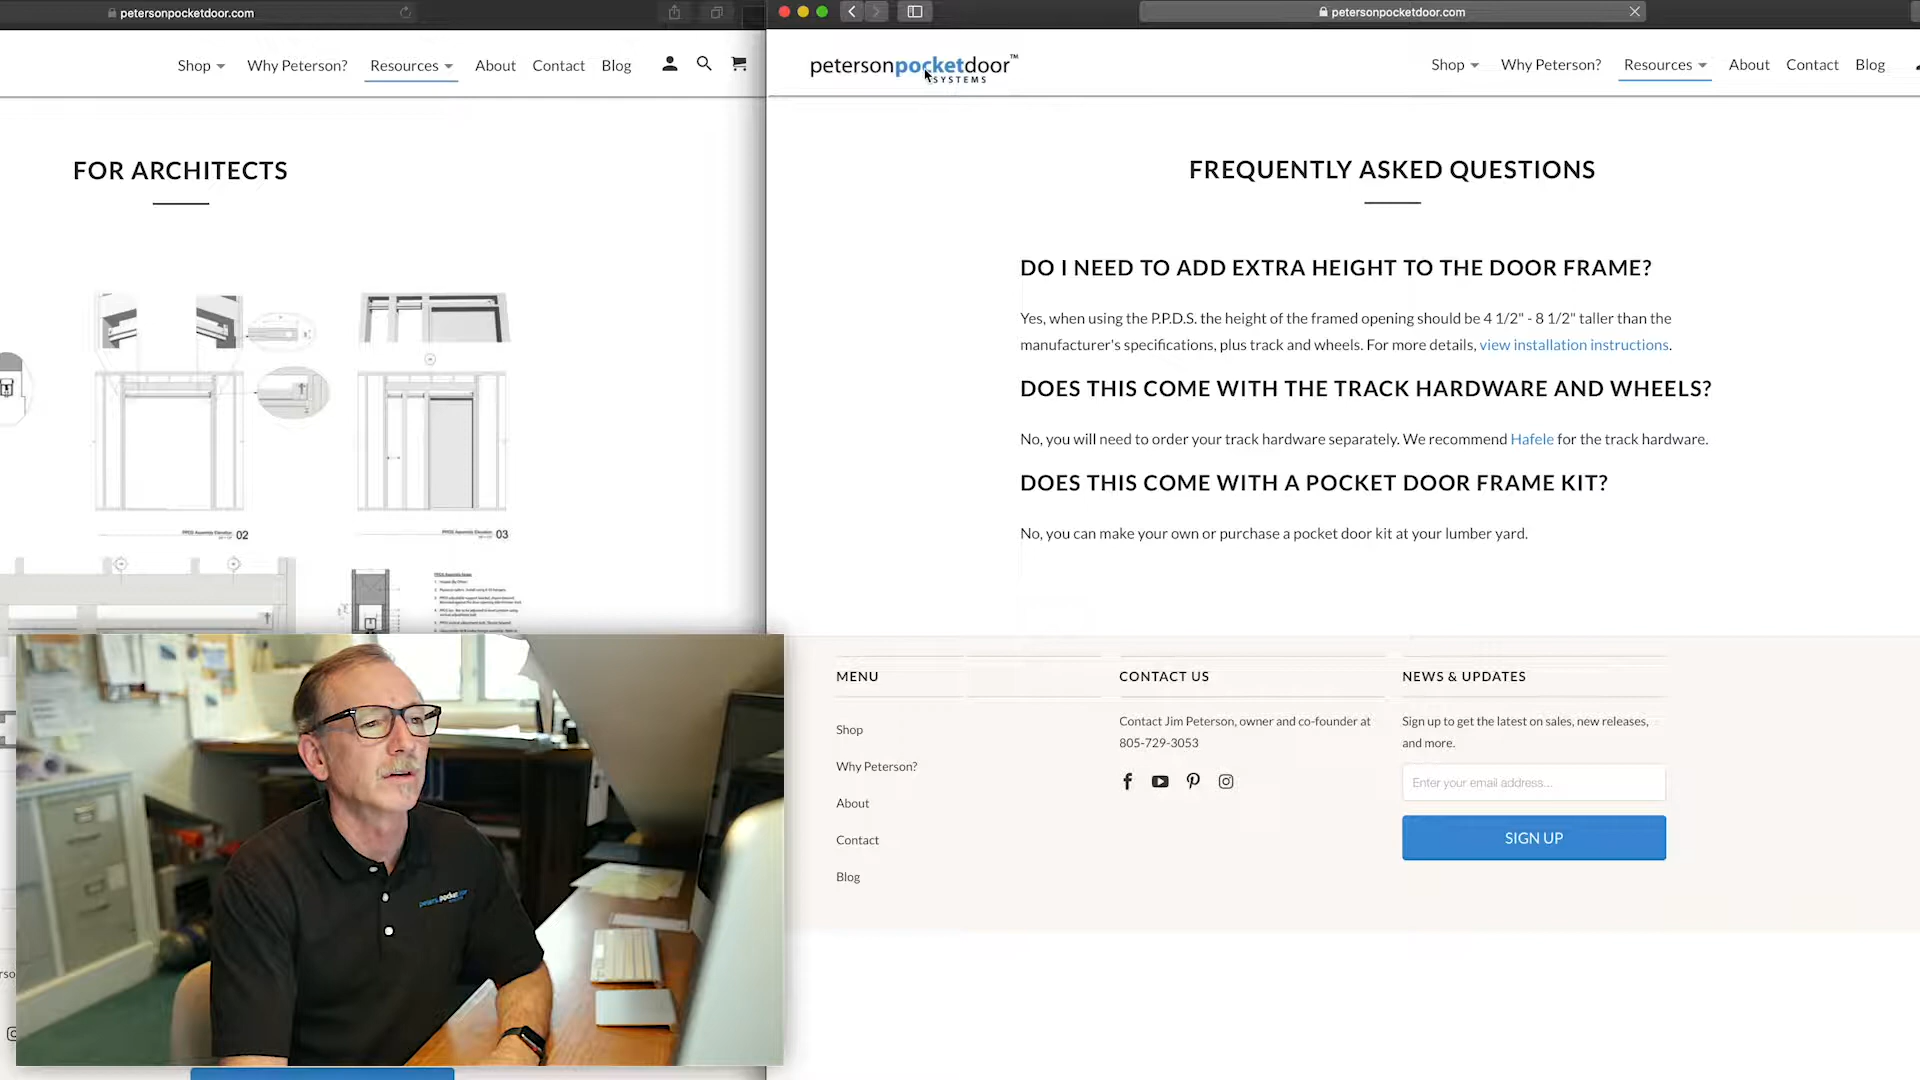 petersonpocketdoor.com
petersonpocketdoor.com
Shop
Why Peterson?
Resources
About
Contact
Blog
petersonpocketdoor™
SYSTEMS
Shop
Why Peterson?
Resources
About
Contact
Blog
FOR ARCHITECTS
02
03
FREQUENTLY ASKED QUESTIONS
DO I NEED TO ADD EXTRA HEIGHT TO THE DOOR FRAME?
Yes, when using the P.P.D.S. the height of the framed opening should be 4 1/2" - 8 1/2" taller than the
manufacturer's specifications, plus track and wheels. For more details, view installation instructions.
DOES THIS COME WITH THE TRACK HARDWARE AND WHEELS?
No, you will need to order your track hardware separately. We recommend Hafele for the track hardware.
DOES THIS COME WITH A POCKET DOOR FRAME KIT?
No, you can make your own or purchase a pocket door kit at your lumber yard.
MENU
Shop
Why Peterson?
About
Contact
Blog
CONTACT US
Contact Jim Peterson, owner and co-founder at
805-729-3053
NEWS & UPDATES
Sign up to get the latest on sales, new releases,
and more.
Enter your email address...
SIGN UP